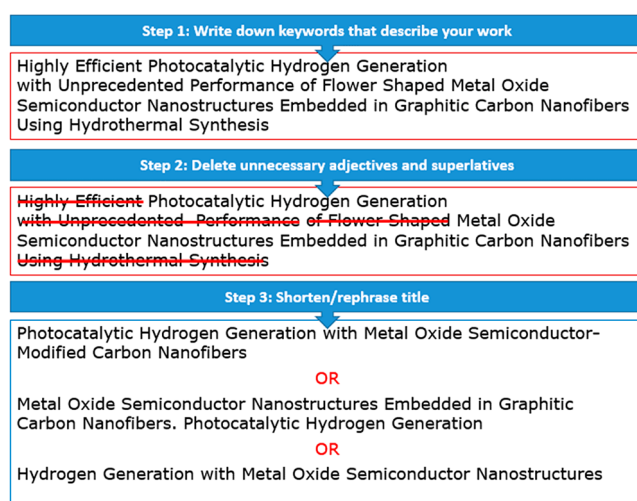 Step 1: Write down keywords that describe your work
Highly Efficient Photocatalytic Hydrogen Generation
with Unprecedented Performance of Flower Shaped Metal Oxide
Semiconductor Nanostructures Embedded in Graphitic Carbon Nanofibers
Using Hydrothermal Synthesis
Step 2: Delete unnecessary adjectives and superlatives
Highly Efficient Photocatalytic Hydrogen Generation
with Unprecedented Performance of Flower Shaped Metal Oxide
Semiconductor Nanostructures Embedded in Graphitic Carbon Nanofibers
Using Hydrothermal Synthesis
Step 3: Shorten/rephrase title
Photocatalytic Hydrogen Generation with Metal Oxide Semiconductor–
Modified Carbon Nanofibers
OR
Metal Oxide Semiconductor Nanostructures Embedded in Graphitic
Carbon Nanofibers. Photocatalytic Hydrogen Generation
OR
Hydrogen Generation with Metal Oxide Semiconductor Nanostructures